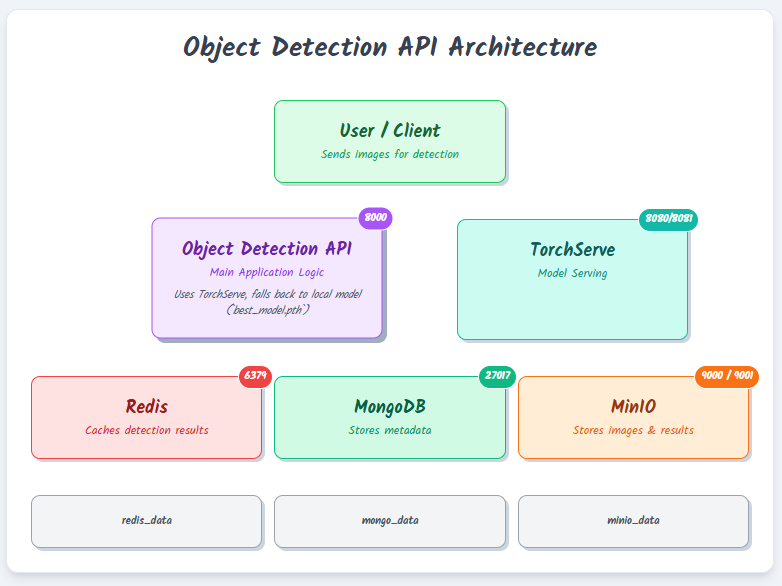 Object Detection API Architecture
User / Client
Sends images for detection
8000
Object Detection API
Main Application Logic
Uses TorchServe, falls back to local model
(`best_model.pth`)
8080/8081
TorchServe
Model Serving
6379
Redis
Caches detection results
27017
MongoDB
Stores metadata
9000 / 9001
MinIO
Stores images & results
redis_data
mongo_data
minio_data